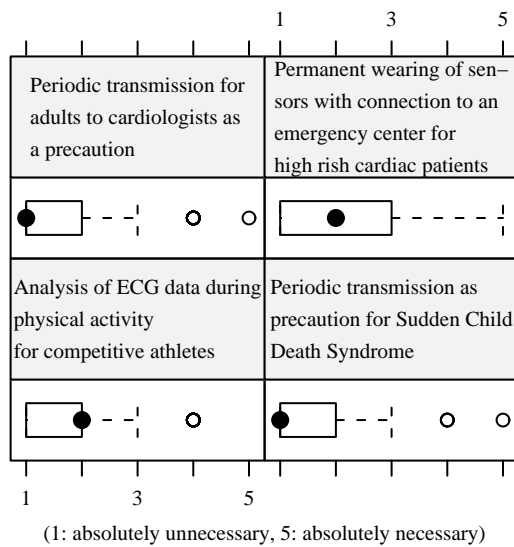 1 3 5
Periodic transmission for
adults to cardiologists as
a precaution
Permanent wearing of sen–
sors with connection to an
emergency center for
high rish cardiac patients
Analysis of ECG data during
physical activity
for competitive athletes
Periodic transmission as
precaution for Sudden Child
Death Syndrome
1 3 5
(1: absolutely unnecessary, 5: absolutely necessary)